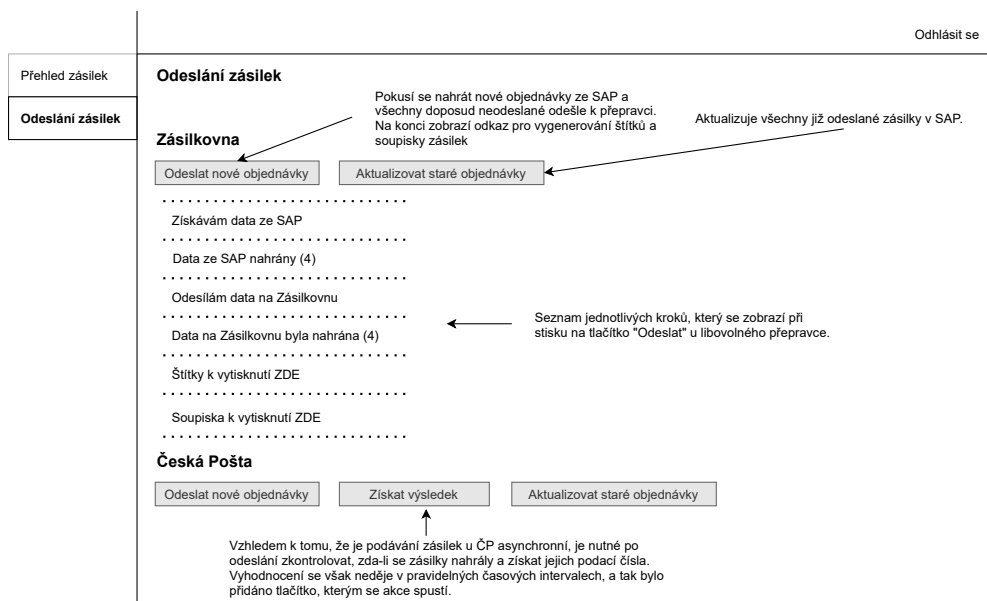 Odhlásit se
Přehled zásilek
Odeslání zásilek
Odeslání zásilek
Pokusí se nahrát nové objednávky ze SAP a
všechny doposud neodeslané odešle k přepravci.
Na konci zobrazí odkaz pro vygenerování štítků a
soupisky zásilek
Aktualizuje všechny již odeslané zásilky v SAP.
Zásilkovna
Odeslat nové objednávky
Aktualizovat staré objednávky
Získávám data ze SAP
Data ze SAP nahrány (4)
Odesílám data na Zásilkovnu
Data na Zásilkovnu byla nahrána (4)
Štítky k vytisknutí ZDE
Soupiska k vytisknutí ZDE
Seznam jednotlivých kroků, který se zobrazí při
stisku na tlačítko "Odeslat" u libovolného přepravce.
Česká Pošta
Odeslat nové objednávky
Získat výsledek
Aktualizovat staré objednávky
Vzhledem k tomu, že je podávání zásilek u ČP asynchronní, je nutné po
odeslání zkontrolovat, zda-li se zásilky nahrály a získat jejich podací čísla.
Vyhodnocení se však neděje v pravidelných časových intervalech, a tak bylo
přidáno tlačítko, kterým se akce spustí.